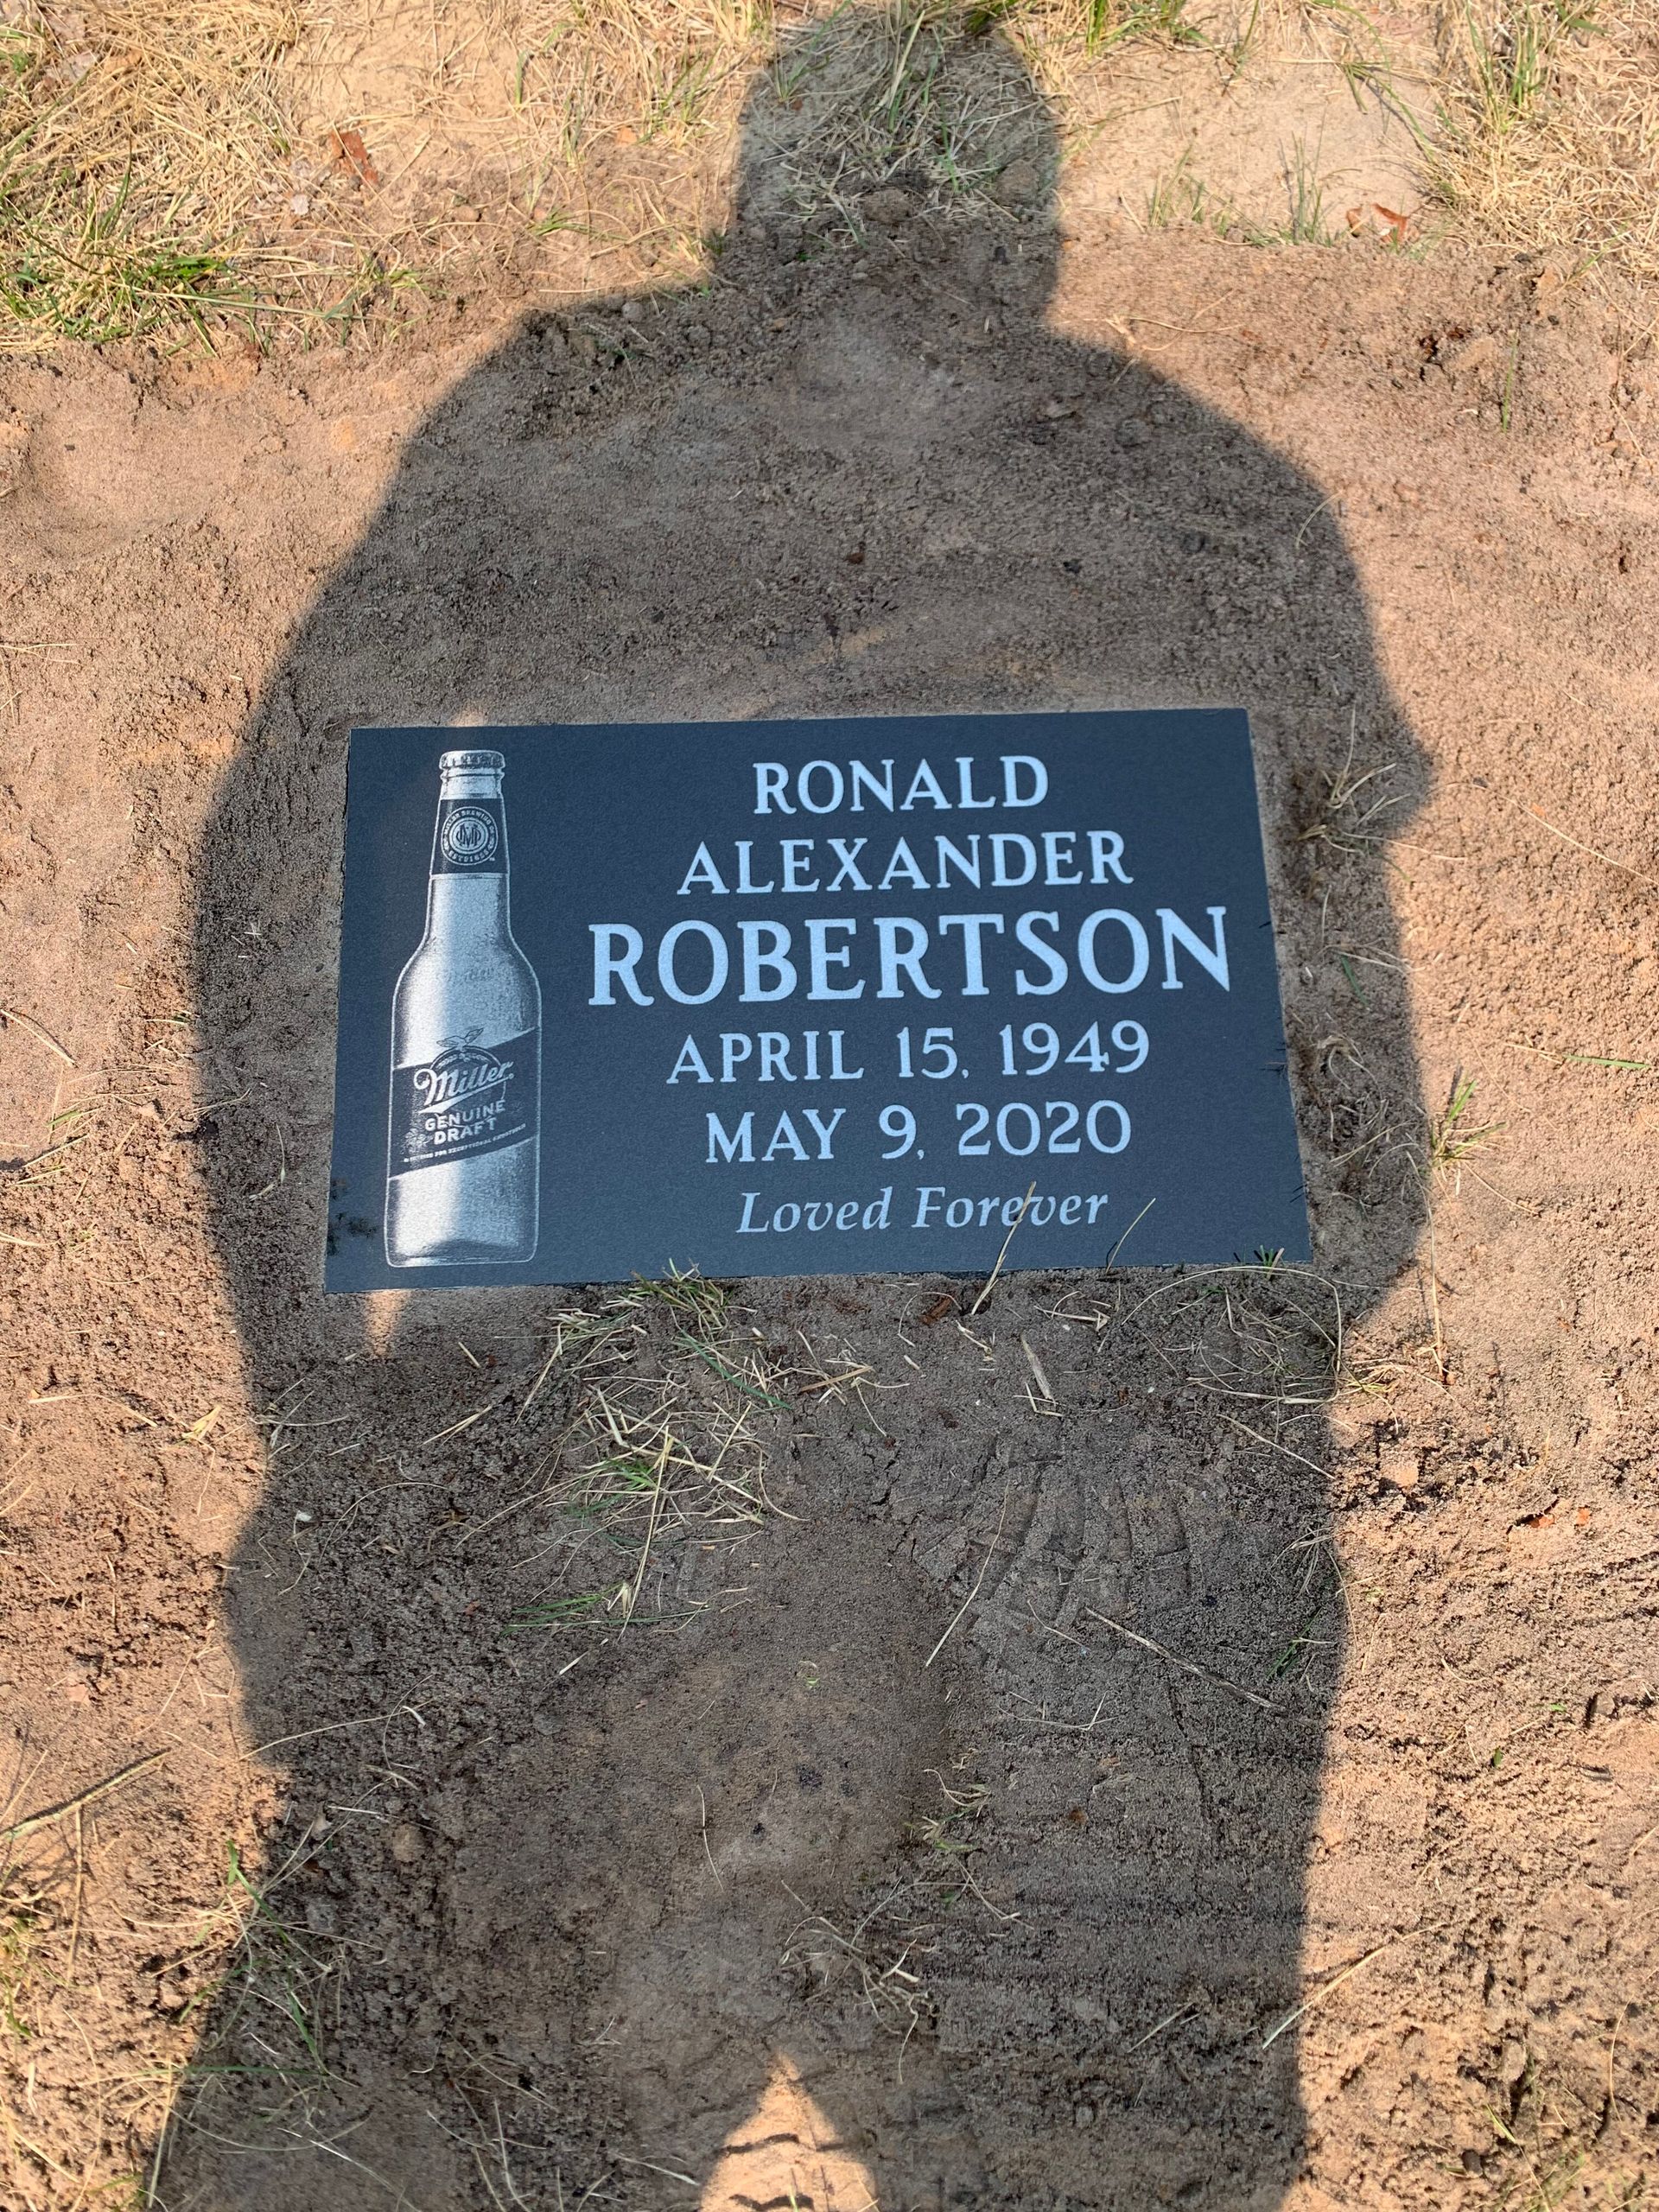 RONALD
ALEXANDER
ROBERTSON
APRIL 15, 1949
MAY 9, 2020
Loved Forever
Miller
GENUINE
DRAFT